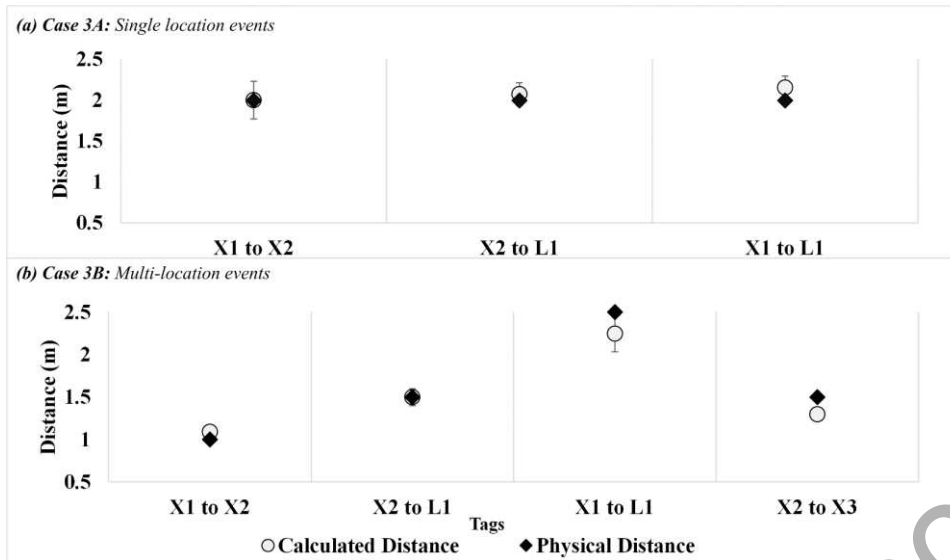 (a) Case 3A: Single location events
Distance (m)
2.5
2
1.5
1
0.5
X1 to X2 X2 to L1 X1 to L1
(b) Case 3B: Multi-location events
Distance (m)
2.5
2
1.5
1
0.5
X1 to X2 X2 to L1 X1 to L1 X2 to X3
Tags
Calculated Distance Physical Distance